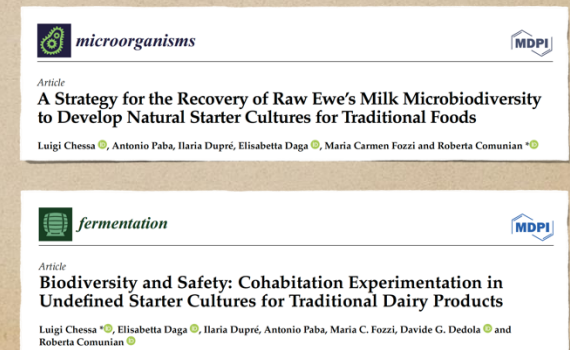 microorganisms
MDPI
Article
A Strategy for the Recovery of Raw Ewe's Milk Microbiodiversity
to Develop Natural Starter Cultures for Traditional Foods
Luigi Chessa, Antonio Paba, Ilaria Dupré, Elisabetta Daga, Maria Carmen Fozzi and Roberta Comunian *
fermentation
MDPI
Article
Biodiversity and Safety: Cohabitation Experimentation in
Undefined Starter Cultures for Traditional Dairy Products
Luigi Chessa *, Elisabetta Daga, Ilaria Dupré, Antonio Paba, Maria C. Fozzi, Davide G. Dedola and
Roberta Comunian